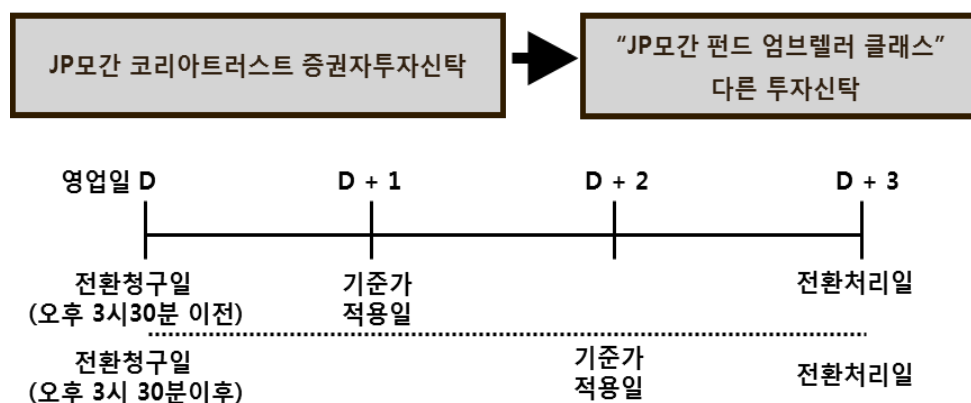 JP모간 코리아트러스트 증권자투자신탁
“JP모간 펀드 엄브렐러 클래스”
다른 투자신탁
영업일 D
D + 1
D + 2
D + 3
전환청구일
(오후 3시30분 이전)
기준가
적용일
전환처리일
전환청구일
(오후 3시 30분이후)
기준가
적용일
전환처리일